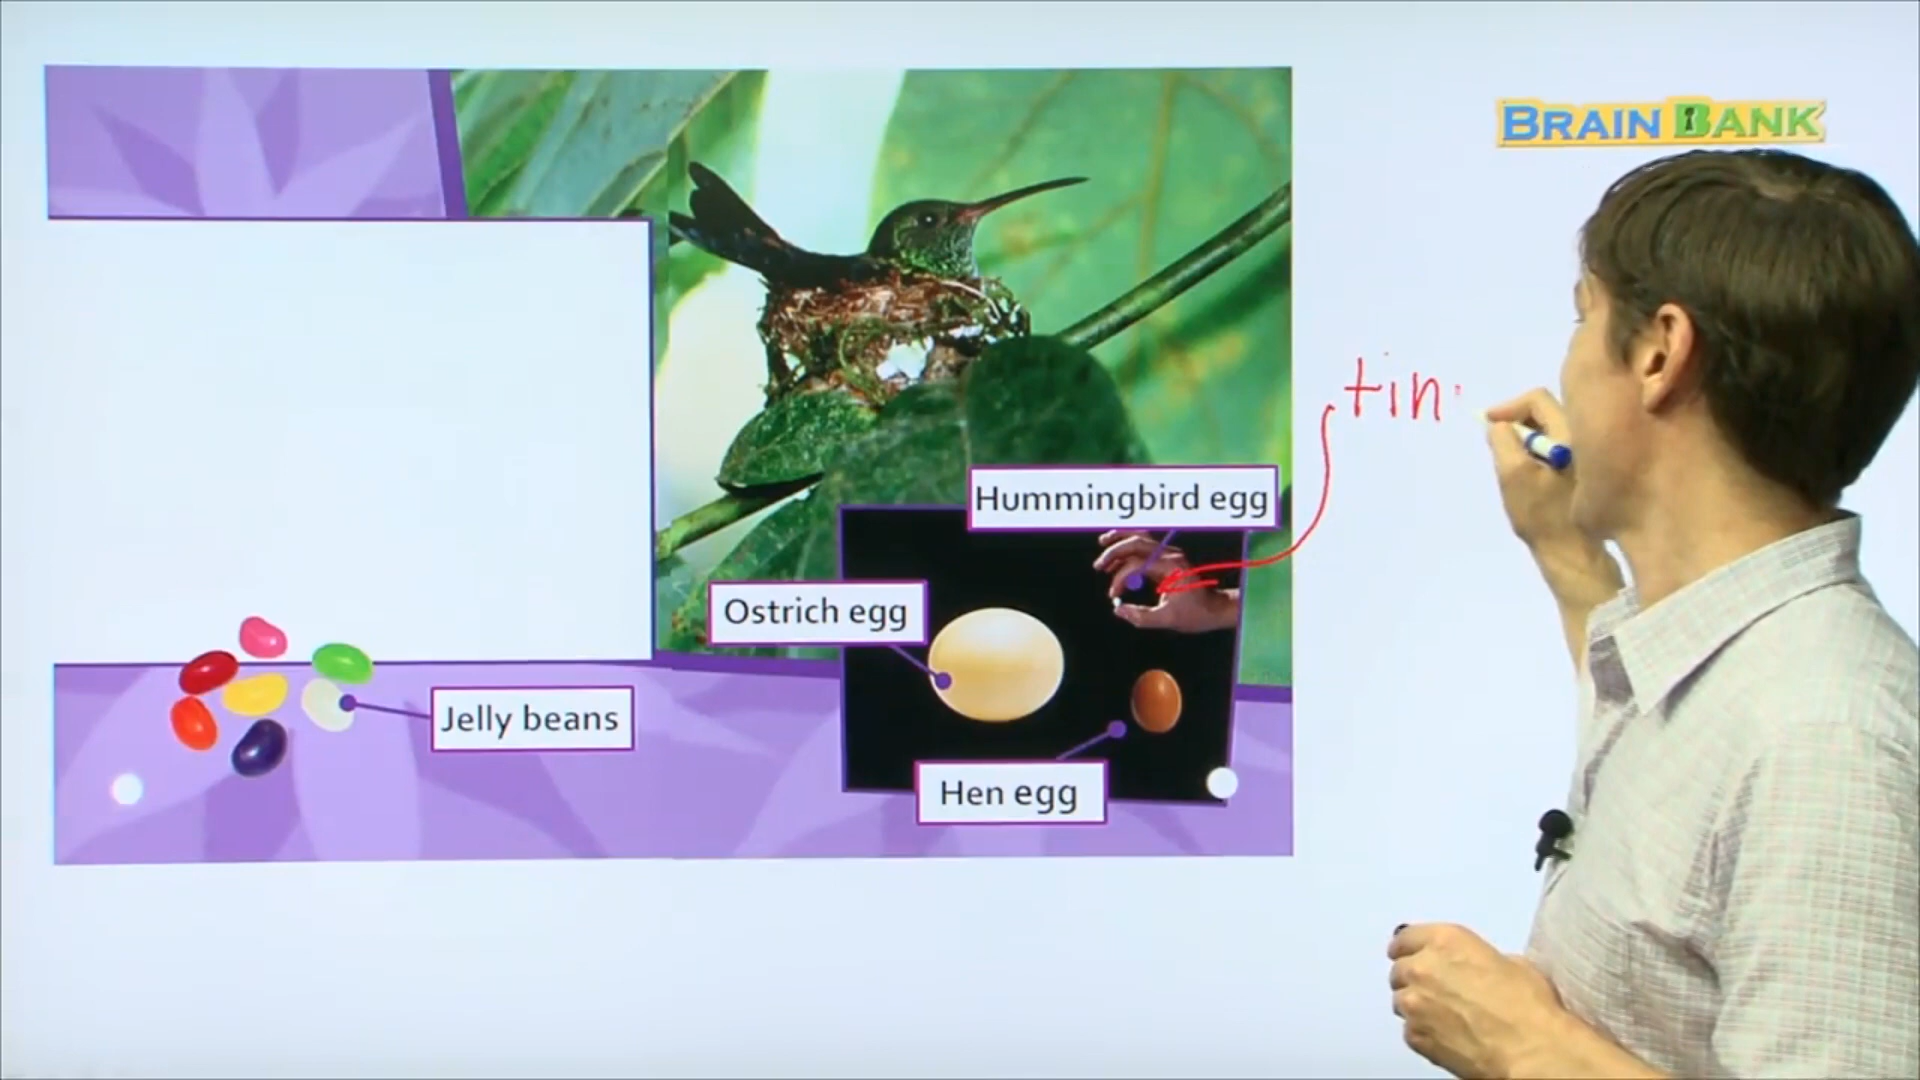 BRAIN BANK
tin
Hummingbird egg
Ostrich egg
Jelly beans
Hen egg